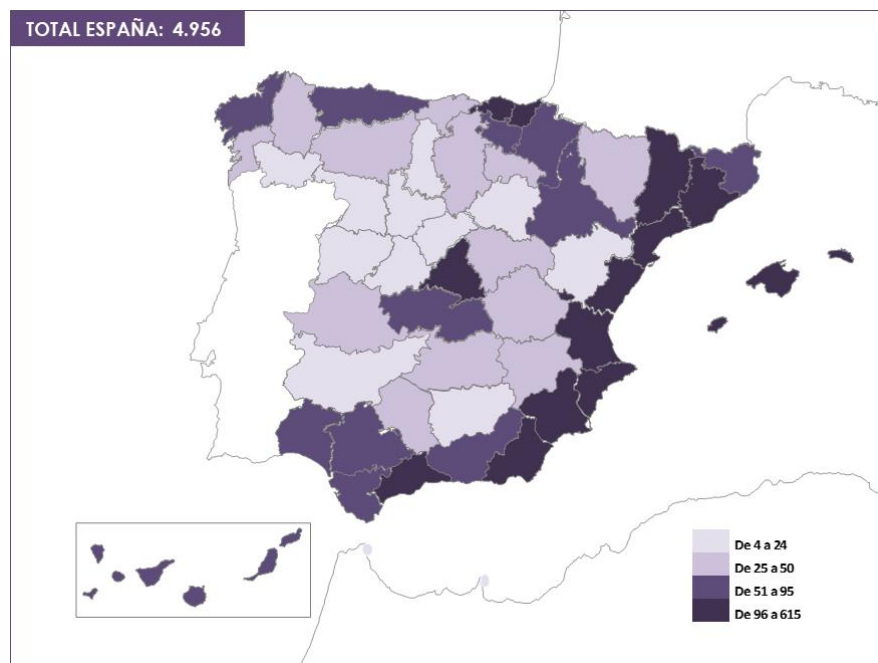 TOTAL ESPAÑA: 4.956
De 4 a 24
De 25 a 50
De 51 a 95
De 96 a 615